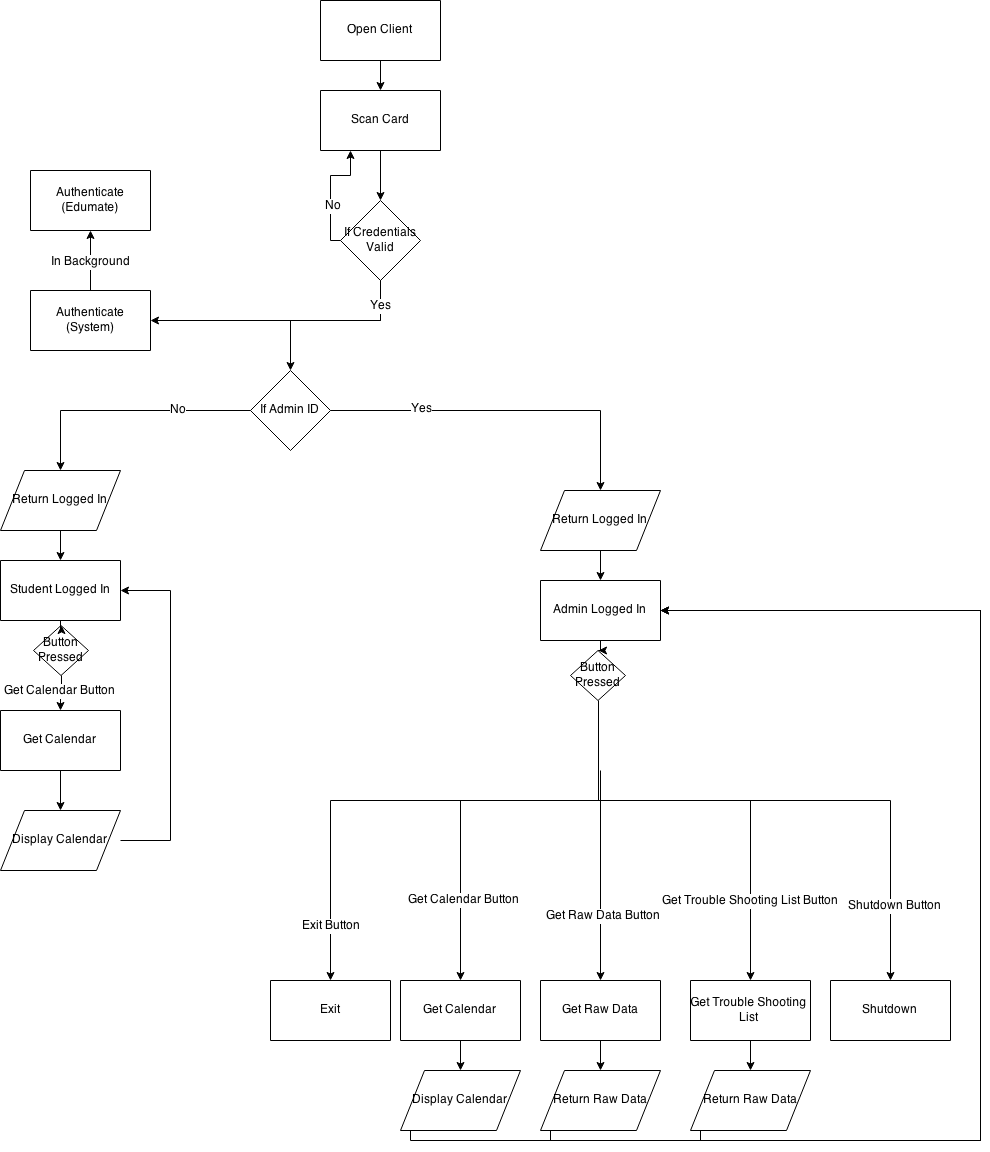 Open Client
Scan Card
Authenticate
(Edumate)
No
If Credentials
Valid
In Background
Yes
Authenticate
(System)
No
If Admin ID
Yes
Return Logged In
Return Logged In
Student Logged In
Admin Logged In
Button
Pressed
Button
Pressed
Get Calendar Button
Get Calendar
Display Calendar
Exit Button
Get Calendar Button
Get Raw Data Button
Get Trouble Shooting List Button
Shutdown Button
Exit
Get Calendar
Get Raw Data
Get Trouble Shooting
List
Shutdown
Display Calendar
Return Raw Data
Return Raw Data